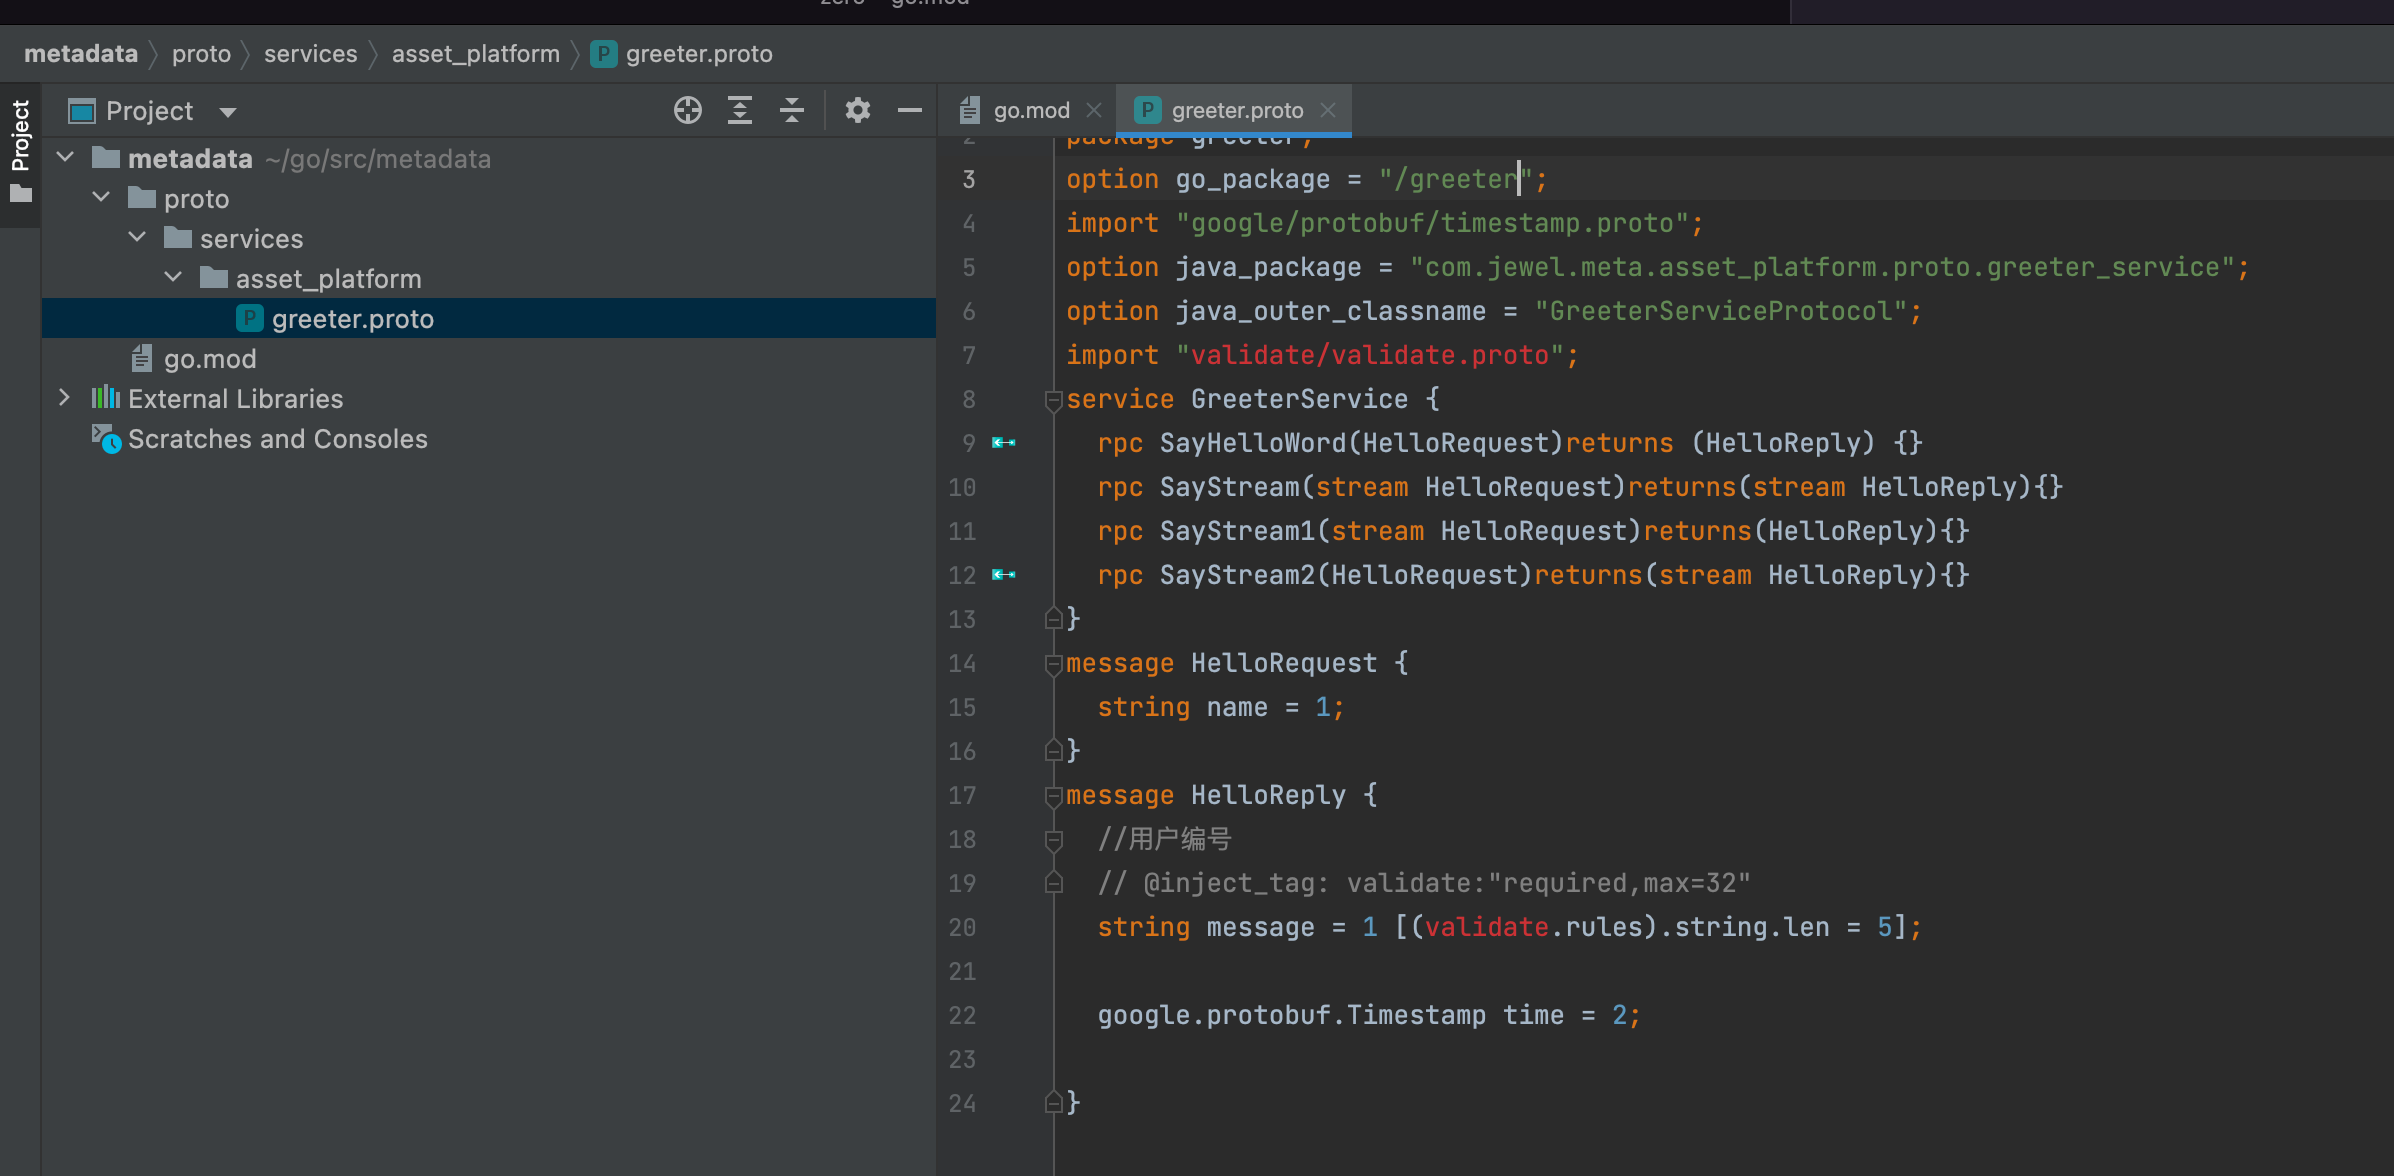 zero – go.mod
metadata proto services asset_platform greeter.proto
Project
Project
go.mod
greeter.proto
metadata ~/go/src/metadata
proto
services
asset_platform
greeter.proto
go.mod
External Libraries
Scratches and Consoles
2 package greeter;
3 option go_package = "/greeter";
4 import "google/protobuf/timestamp.proto";
5 option java_package = "com.jewel.meta.asset_platform.proto.greeter_service";
6 option java_outer_classname = "GreeterServiceProtocol";
7 import "validate/validate.proto";
8 service GreeterService {
9 rpc SayHelloWord(HelloRequest)returns (HelloReply) {}
10 rpc SayStream(stream HelloRequest)returns(stream HelloReply){}
11 rpc SayStream1(stream HelloRequest)returns(HelloReply){}
12 rpc SayStream2(HelloRequest)returns(stream HelloReply){}
13 }
14 message HelloRequest {
15 string name = 1;
16 }
17 message HelloReply {
18 //用户编号
19 // @inject_tag: validate:"required,max=32"
20 string message = 1 [(validate.rules).string.len = 5];
21
22 google.protobuf.Timestamp time = 2;
23
24 }